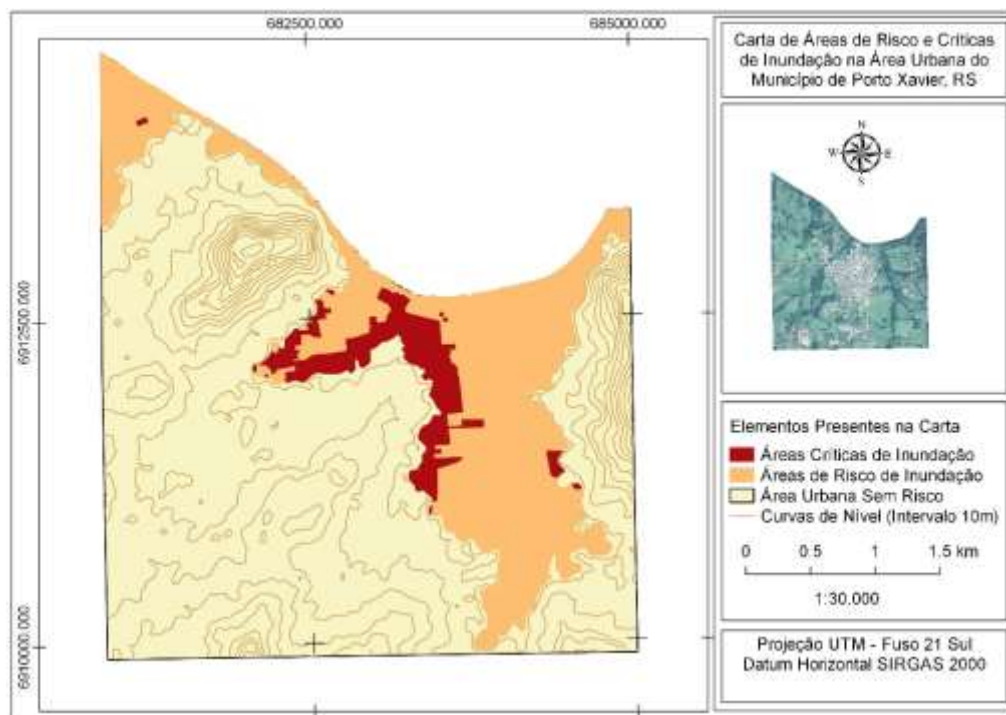 682500.000
685000.000
6912500.000
6910000.000
Carta de Áreas de Risco e Críticas
de Inundação na Área Urbana do
Município de Porto Xavier, RS
N
W
E
S
Elementos Presentes na Carta
Áreas Críticas de Inundação
Áreas de Risco de Inundação
Área Urbana Sem Risco
Curvas de Nível (Intervalo 10m)
0 0.5 1 1.5 km
1:30.000
Projeção UTM - Fuso 21 Sul
Datum Horizontal SIRGAS 2000